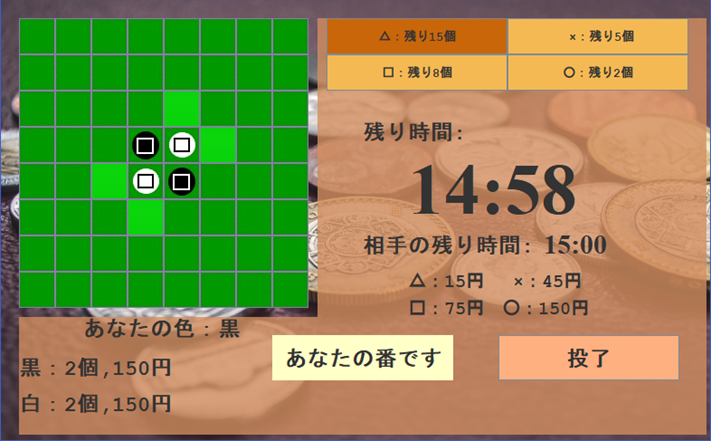 △：残り15個
×：残り5個
□：残り8個
○：残り2個
残り時間:
14:58
相手の残り時間: 15:00
△：15円 ×：45円
□：75円 ○：150円
あなたの色：黒
黒：2個,150円
白：2個,150円
あなたの番です
投了